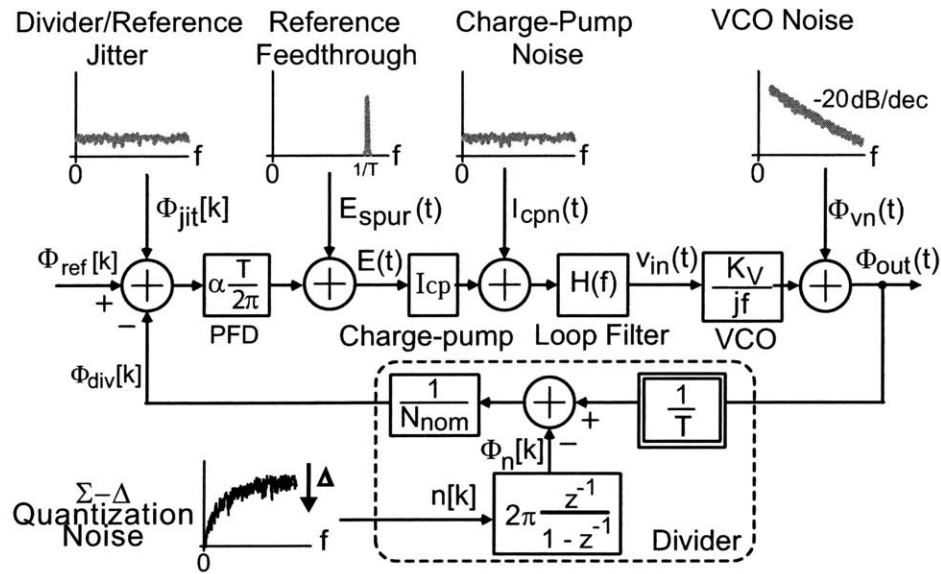 Divider/Reference
Jitter
Reference
Feedthrough
Charge-Pump
Noise
VCO Noise
-20dB/dec
0
f
0
1/T
f
0
f
0
f
Φjit[k]
Espur(t)
Icpn(t)
Φvn(t)
Φref[k]
+
−
α T/2π
PFD
E(t)
Icp
Charge-pump
H(f)
Loop Filter
vin(t)
KV/jf
VCO
Φout(t)
Φdiv[k]
1/Nnom
+
−
1/T
Φn[k]
Σ−Δ
Quantization
Noise
Δ
0
f
n[k]
2π z⁻¹/(1 - z⁻¹)
Divider